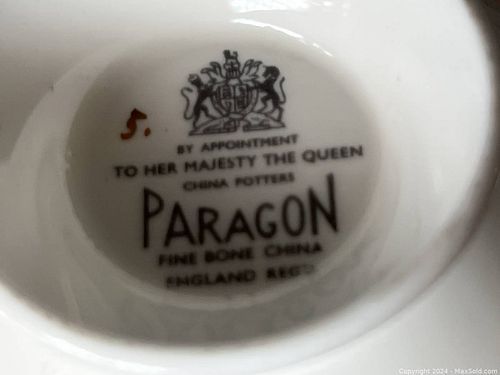 5.
BY APPOINTMENT
TO HER MAJESTY THE QUEEN
CHINA POTTERS
PARAGON
FINE BONE CHINA
ENGLAND REG'D
Copyright 2024 - MaxSold.com